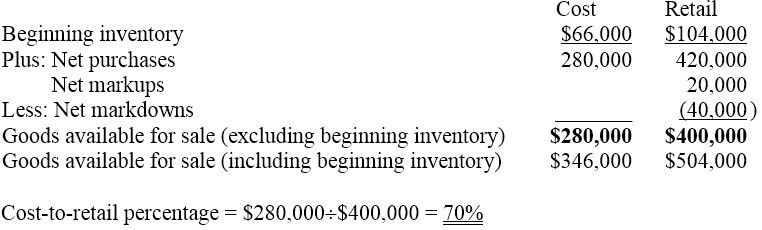 Cost Retail
Beginning inventory $66,000 $104,000
Plus: Net purchases 280,000 420,000
Net markups 20,000
Less: Net markdowns (40,000)
Goods available for sale (excluding beginning inventory) $280,000 $400,000
Goods available for sale (including beginning inventory) $346,000 $504,000
Cost-to-retail percentage = $280,000÷$400,000 = 70%